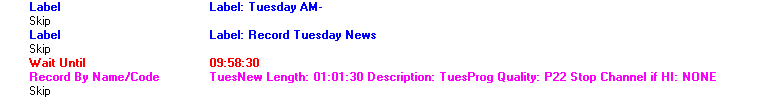 Label Label: Tuesday AM-
Skip
Label Label: Record Tuesday News
Skip
Wait Until 09:58:30
Record By Name/Code TuesNew Length: 01:01:30 Description: TuesProg Quality: P22 Stop Channel if HI: NONE
Skip